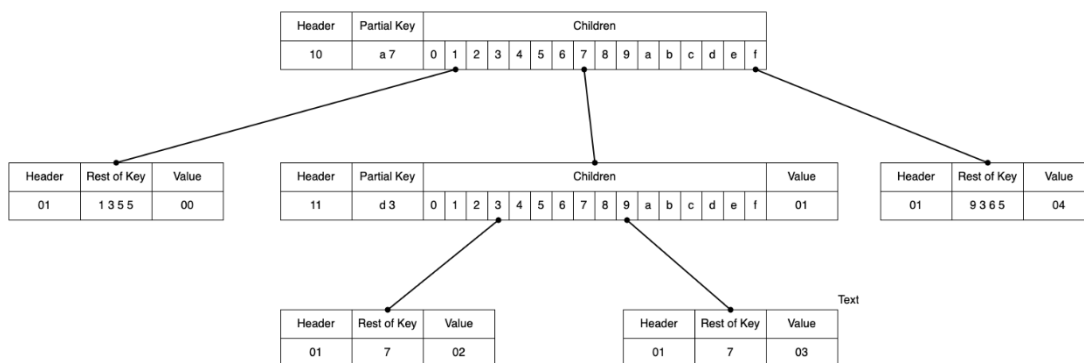 Header Partial Key Children
10 a 7 0 1 2 3 4 5 6 7 8 9 a b c d e f
Header Rest of Key Value
01 1 3 5 5 00
Header Partial Key Children Value
11 d 3 0 1 2 3 4 5 6 7 8 9 a b c d e f 01
Header Rest of Key Value
01 9 3 6 5 04
Header Rest of Key Value
01 7 02
Text
Header Rest of Key Value
01 7 03